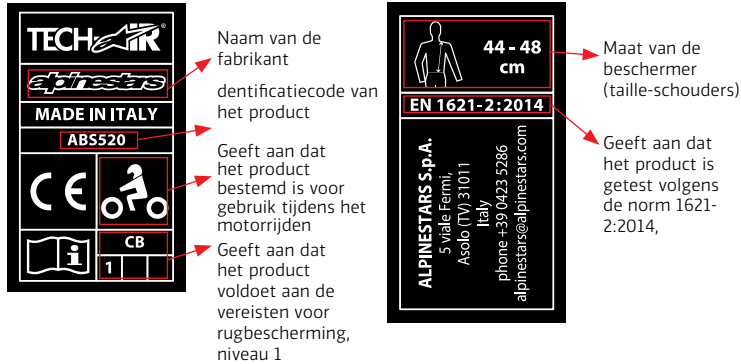 TECH-AIR®
alpinestars
MADE IN ITALY
ABS520
CE
i
CB
1
Naam van de
fabrikant
dentificatiecode van
het product
Geeft aan dat
het product
bestemd is voor
gebruik tijdens het
motorrijden
Geeft aan dat
het product
voldoet aan de
vereisten voor
rugbescherming,
niveau 1
44 - 48
cm
EN 1621-2:2014
ALPINESTARS S.p.A.
5 viale Fermi,
Asolo (TV) 31011
Italy
phone +39 0423 5286
alpinestars@alpinestars.com
Maat van de
beschermer
(taille-schouders)
Geeft aan dat
het product is
getest volgens
de norm 1621-
2:2014,